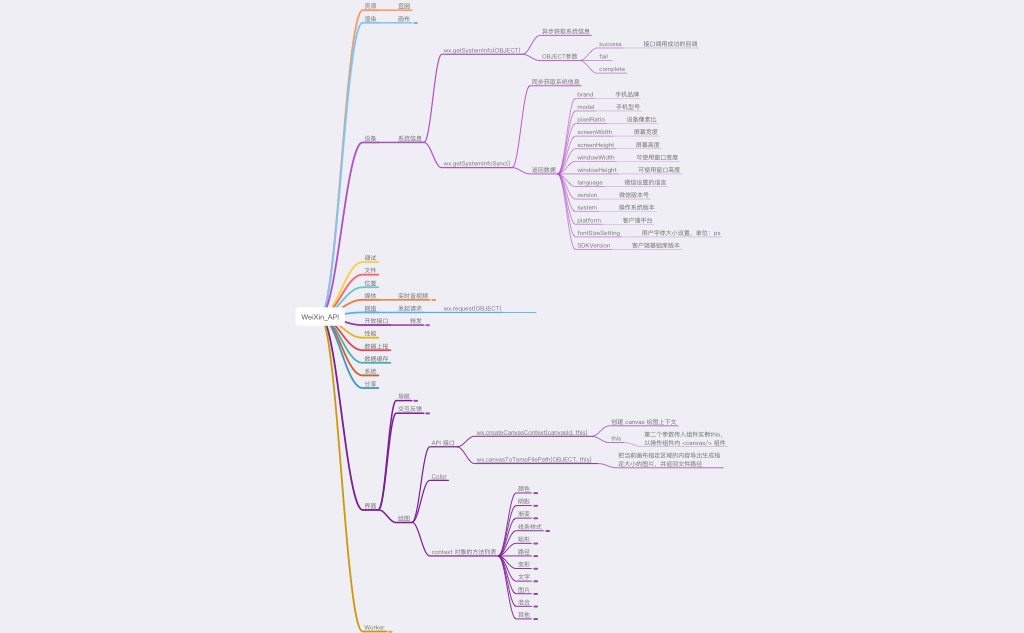 资源 官网
渲染 画布
异步获取系统信息
wx.getSystemInfo(OBJECT)
success 接口调用成功的回调
OBJECT参数 fail
complete
同步获取系统信息
brand 手机品牌
model 手机型号
pixelRatio 设备像素比
screenWidth 屏幕宽度
设备 系统信息
screenHeight 屏幕高度
windowWidth 可使用窗口宽度
wx.getSystemInfoSync()
返回数据
windowHeight 可使用窗口高度
language 微信设置的语言
version 微信版本号
system 操作系统版本
platform 客户端平台
fontSizeSetting 用户字体大小设置。单位：px
SDKVersion 客户端基础库版本
调试
文件
位置
媒体 实时音视频
网络 发起请求 wx.request(OBJECT)
WeiXin_API
开放接口 转发
性能
数据上报
数据缓存
系统
分享
导航
交互反馈
创建 canvas 绘图上下文
wx.createCanvasContext(canvasId, this)
this 第二个参数传入组件实例this,
以操作组件内 <canvas/> 组件
API 接口
把当前画布指定区域的内容导出生成指
wx.canvasToTempFilePath(OBJECT, this)
定大小的图片，并返回文件路径
Color
颜色
阴影
界面
渐变
绘图
线条样式
矩形
context 对象的方法列表
路径
变形
文字
图片
混合
其他
Worker